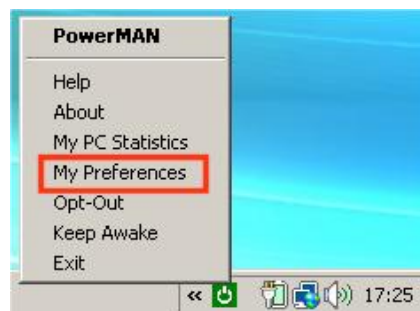 PowerMAN
Help
About
My PC Statistics
My Preferences
Opt-Out
Keep Awake
Exit
« 17:25